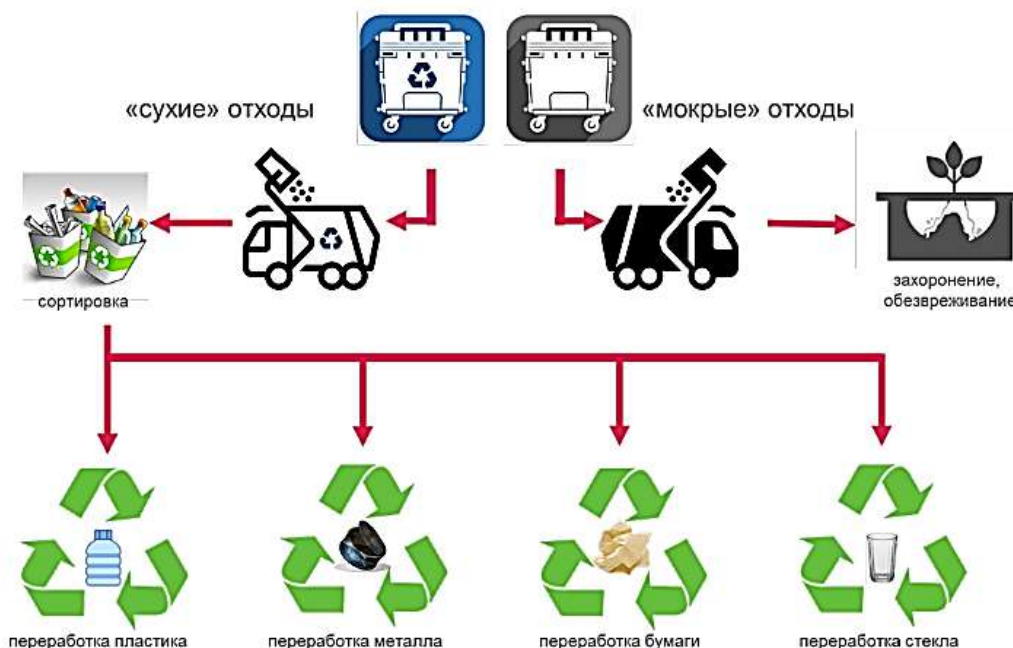 «сухие» отходы
«мокрые» отходы
сортировка
захоронение,
обезвреживание
переработка пластика
переработка металла
переработка бумаги
переработка стекла